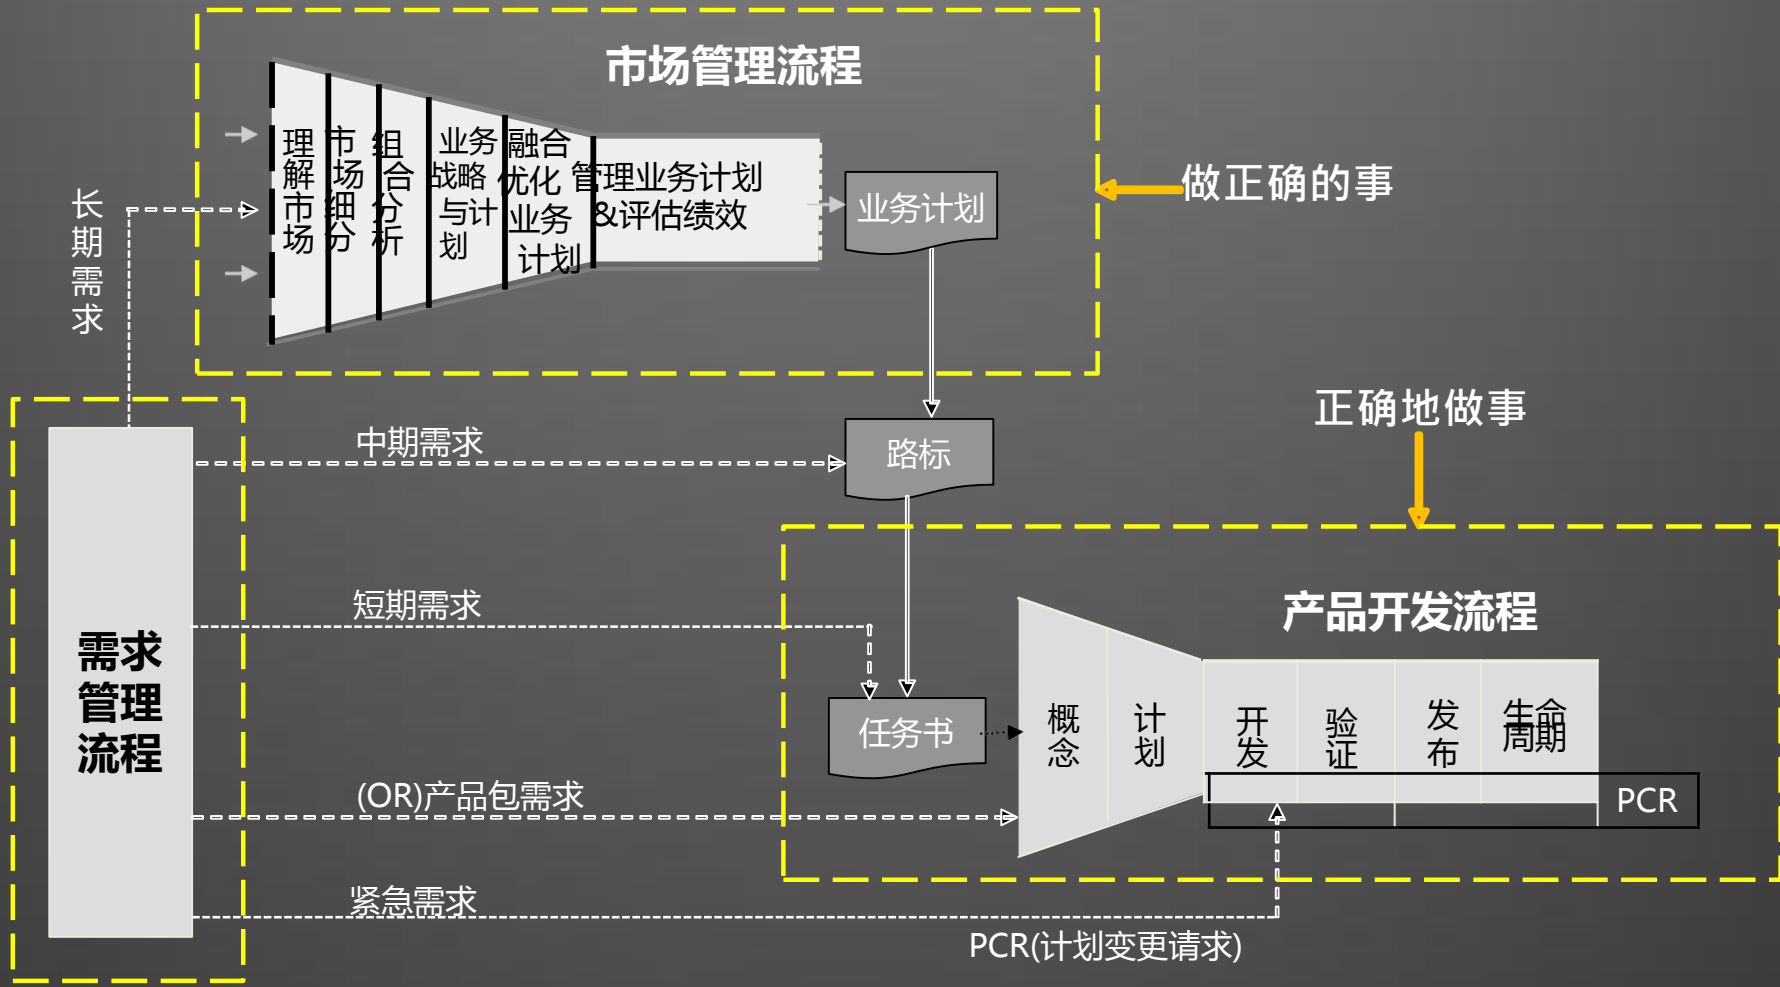 市场管理流程
理解市场
市场细分
组合分析
业务
战略
与计
划
融合
优化
业务
计划
管理业务计划
&评估绩效
业务计划
做正确的事
长期需求
正确地做事
中期需求
路标
短期需求
产品开发流程
需求
管理
流程
任务书
概念
计划
开发
验证
发布
生命
周期
(OR)产品包需求
PCR
紧急需求
PCR(计划变更请求)